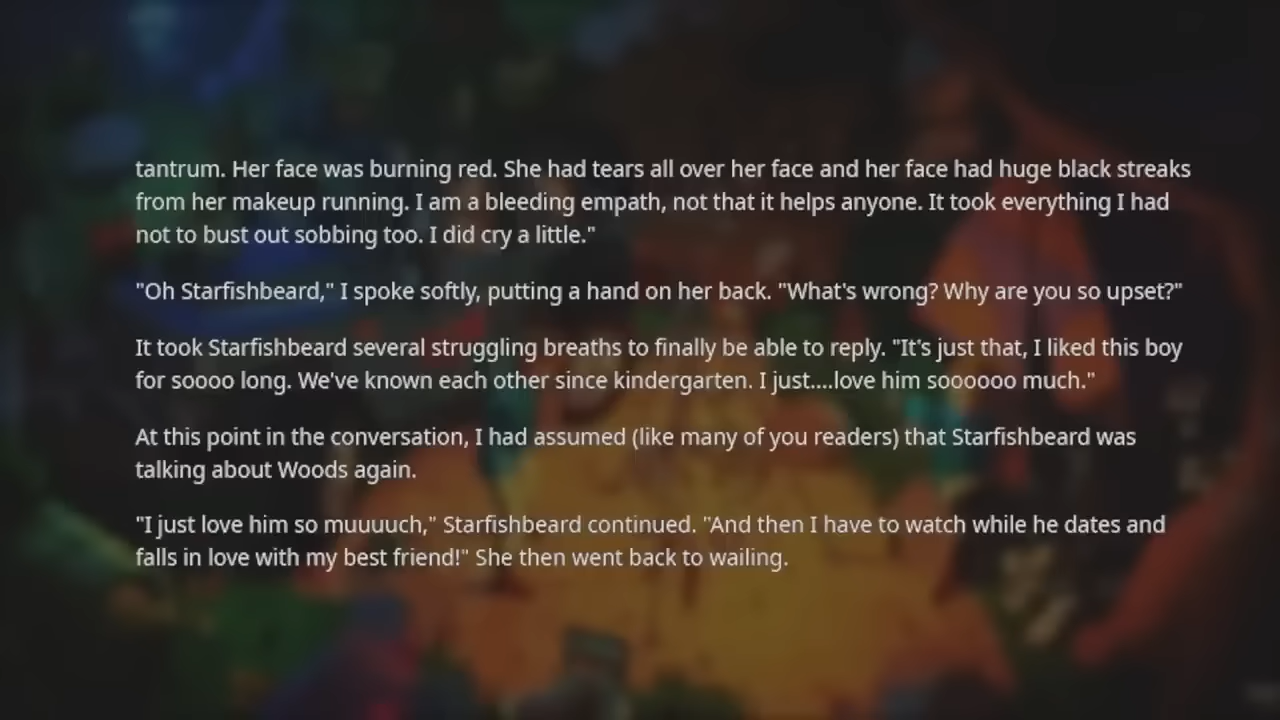 tantrum. Her face was burning red. She had tears all over her face and her face had huge black streaks
from her makeup running. I am a bleeding empath, not that it helps anyone. It took everything I had
not to bust out sobbing too. I did cry a little."
"Oh Starfishbeard," I spoke softly, putting a hand on her back. "What's wrong? Why are you so upset?"
It took Starfishbeard several struggling breaths to finally be able to reply. "It's just that, I liked this boy
for soooo long. We've known each other since kindergarten. I just....love him soooooo much."
At this point in the conversation, I had assumed (like many of you readers) that Starfishbeard was
talking about Woods again.
"I just love him so muuuuch," Starfishbeard continued. "And then I have to watch while he dates and
falls in love with my best friend!" She then went back to wailing.